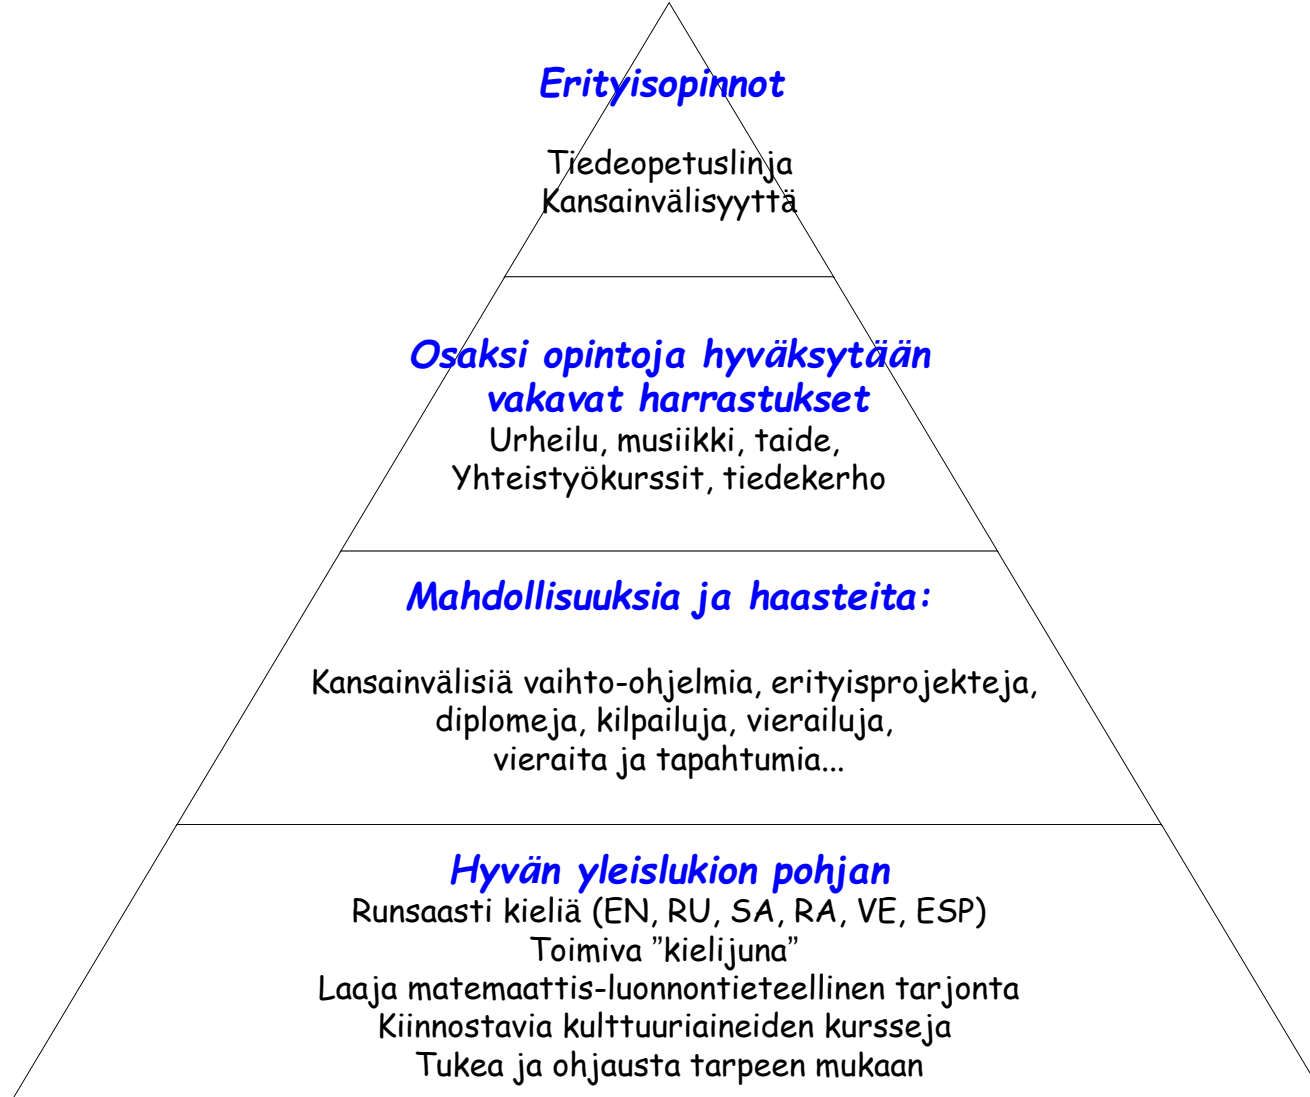 Erityisopinnot
Tiedeopetuslinja
Kansainvälisyyttä
Osaksi opintoja hyväksytään
vakavat harrastukset
Urheilu, musiikki, taide,
Yhteistyökurssit, tiedekerho
Mahdollisuuksia ja haasteita:
Kansainvälisiä vaihto-ohjelmia, erityisprojekteja,
diplomeja, kilpailuja, vierailuja,
vieraita ja tapahtumia...
Hyvän yleislukion pohjan
Runsaasti kieliä (EN, RU, SA, RA, VE, ESP)
Toimiva ”kielijuna”
Laaja matemaattis-luonnontieteellinen tarjonta
Kiinnostavia kulttuuriaineiden kursseja
Tukea ja ohjausta tarpeen mukaan